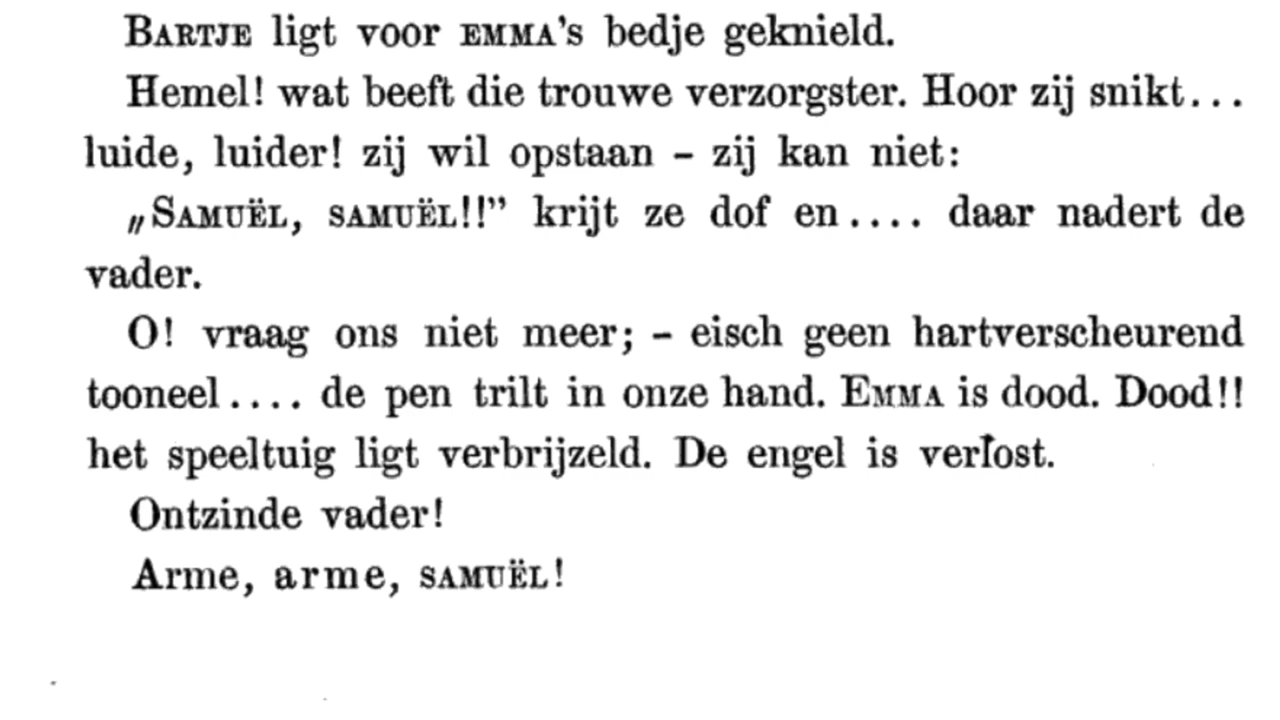 BARTJE ligt voor EMMA's bedje geknield.
Hemel! wat beeft die trouwe verzorgster. Hoor zij snikt...
luide, luider! zij wil opstaan – zij kan niet:
„SAMUËL, SAMUËL!!” krijt ze dof en.... daar nadert de
vader.
O! vraag ons niet meer; – eisch geen hartverscheurend
tooneel.... de pen trilt in onze hand. EMMA is dood. Dood!!
het speeltuig ligt verbrijzeld. De engel is verlost.
Ontzinde vader!
Arme, arme, SAMUËL!